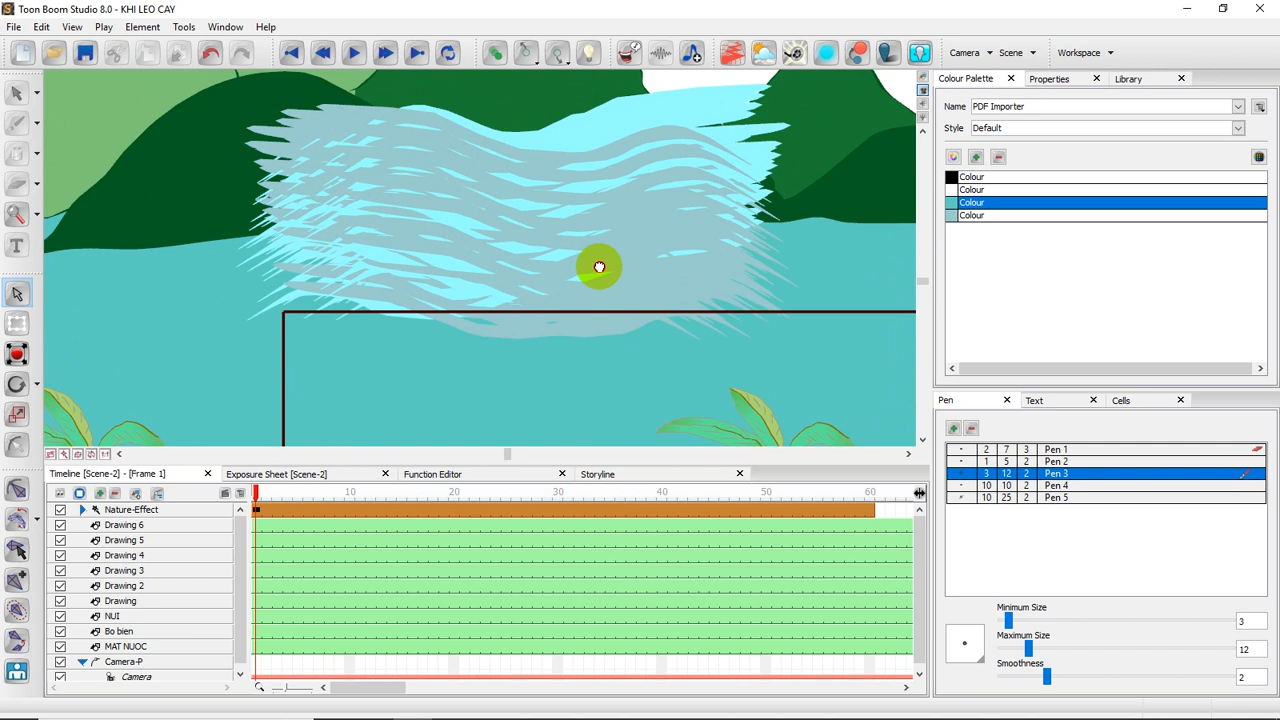 Toon Boom Studio 8.0 - KHI LEO CAY
File Edit View Play Element Tools Window Help
Camera Scene Workspace
Colour Palette Properties Library
Name PDF Importer
Style Default
Colour
Colour
Colour
Colour
Pen Text Cells
2 7 3 Pen 1
1 5 2 Pen 2
3 12 2 Pen 3
10 10 2 Pen 4
10 25 2 Pen 5
Minimum Size
3
Maximum Size
12
Smoothness
2
Timeline [Scene-2] - [Frame 1] Exposure Sheet [Scene-2] Function Editor Storyline
10 20 30 40 50 60
Nature-Effect
Drawing 6
Drawing 5
Drawing 4
Drawing 3
Drawing 2
Drawing
NUI
Bo bien
MAT NUOC
Camera-P
Camera